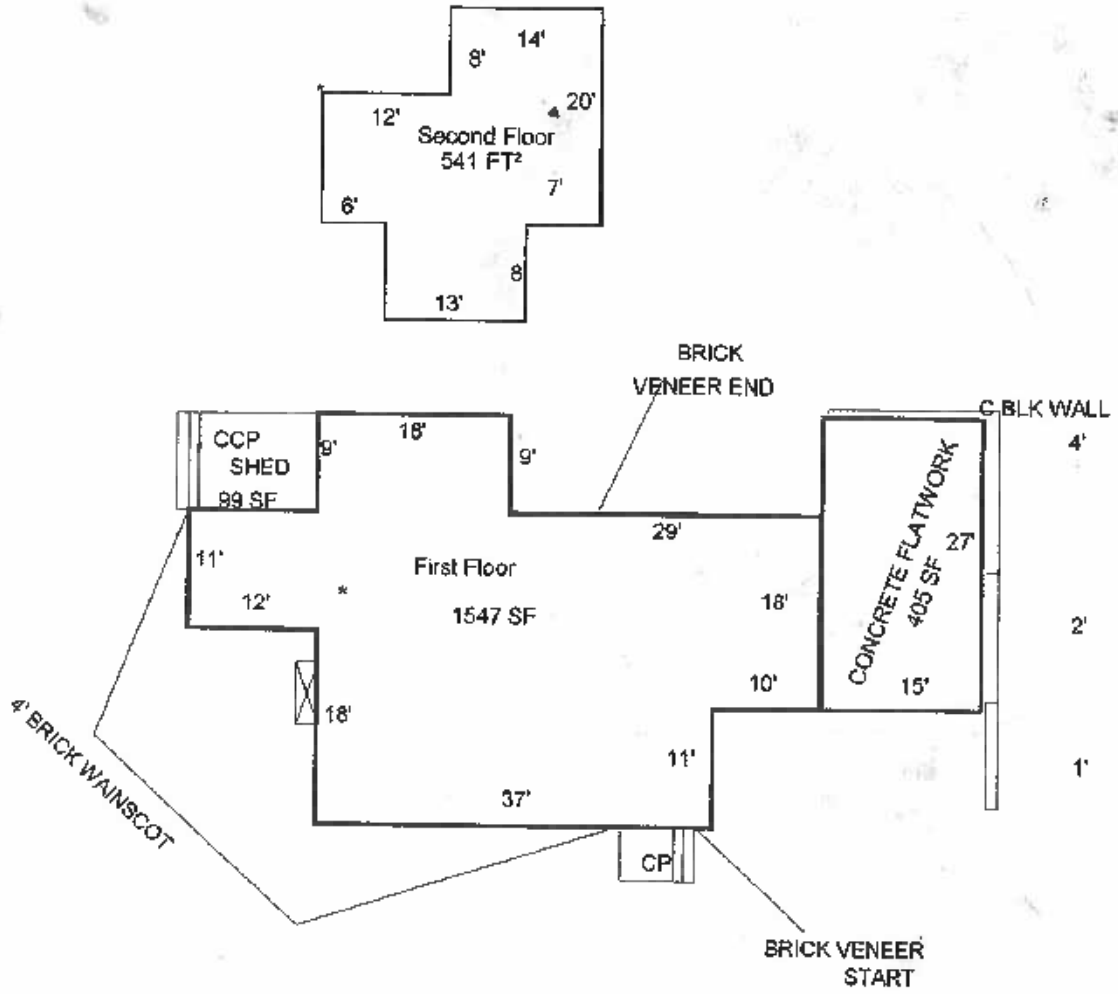 14'
8'
20'
12'
Second Floor
541 FT²
7'
6'
8
13'
BRICK
VENEER END
C BLK WALL
CCP
SHED
99 SF
9'
18'
9'
4'
29'
27'
CONCRETE FLATWORK
405 SF
11'
First Floor
12'
*
1547 SF
18'
2'
10'
15'
18'
4' BRICK WAINSCOT
11'
1'
37'
CP
BRICK VENEER
START